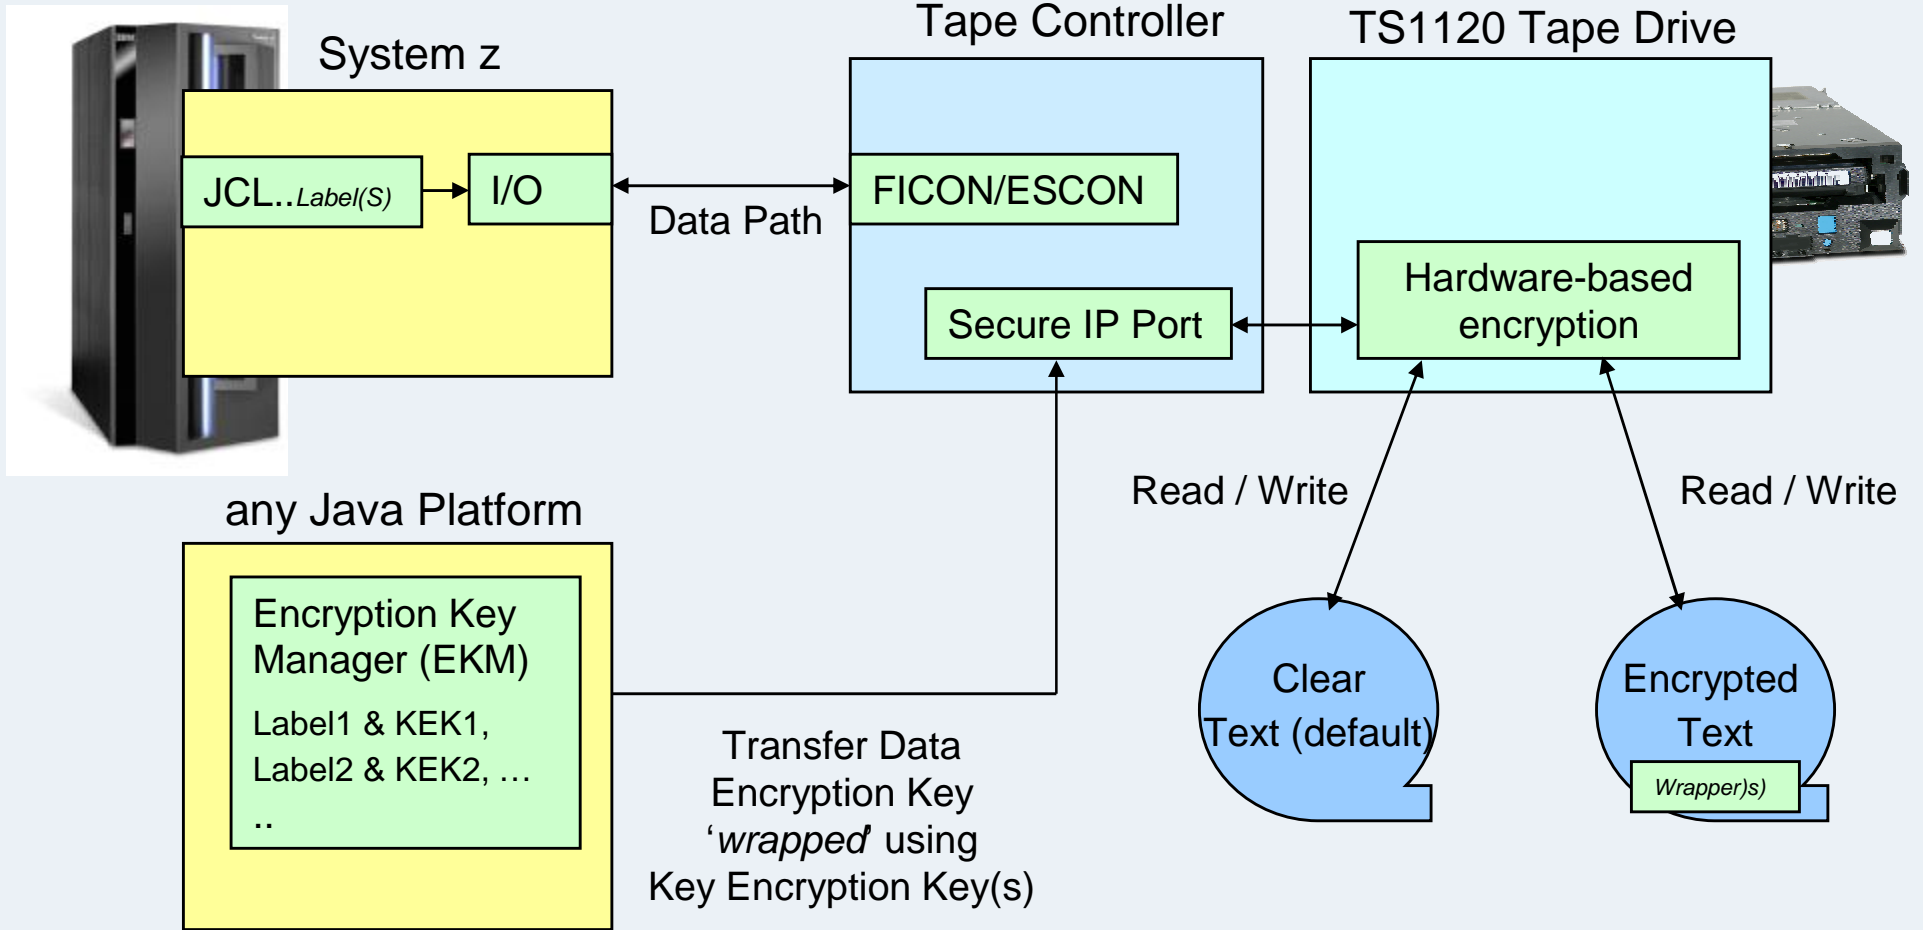 System z
Tape Controller
TS1120 Tape Drive
JCL..Label(S)
I/O
Data Path
FICON/ESCON
Secure IP Port
Hardware-based
encryption
Read / Write
Read / Write
any Java Platform
Encryption Key
Manager (EKM)
Label1 & KEK1,
Label2 & KEK2, …
..
Transfer Data
Encryption Key
‘wrapped’ using
Key Encryption Key(s)
Clear
Text (default)
Encrypted
Text
Wrapper)s)